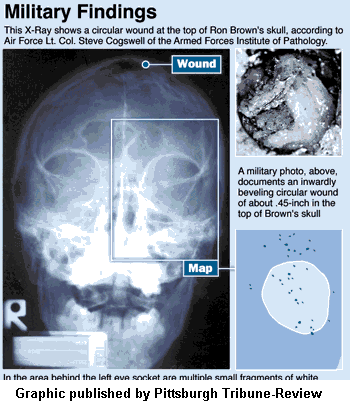 Military Findings
This X-Ray shows a circular wound at the top of Ron Brown's skull, according to
Air Force Lt. Col. Steve Cogswell of the Armed Forces Institute of Pathology.
Wound
A military photo, above,
documents an inwardly
beveling circular wound
of about .45-inch in the
top of Brown's skull
Map
R
In the area behind the left eye socket are multiple small fragments of white
Graphic published by Pittsburgh Tribune-Review